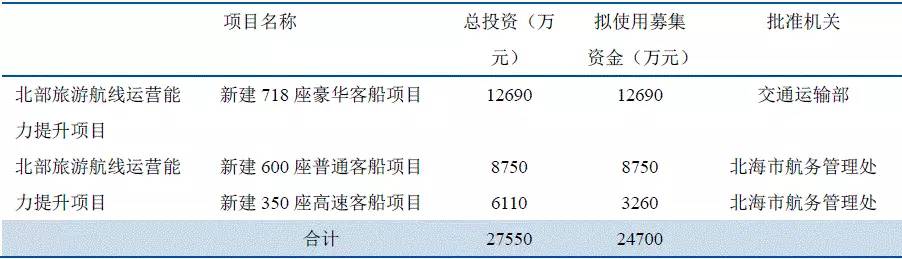 项目名称 总投资（万元） 拟使用募集资金（万元） 批准机关
北部旅游航线运营能力提升项目 新建 718 座豪华客船项目 12690 12690 交通运输部
北部旅游航线运营能力提升项目 新建 600 座普通客船项目 8750 8750 北海市航务管理处
新建 350 座高速客船项目 6110 3260 北海市航务管理处
合计 27550 24700